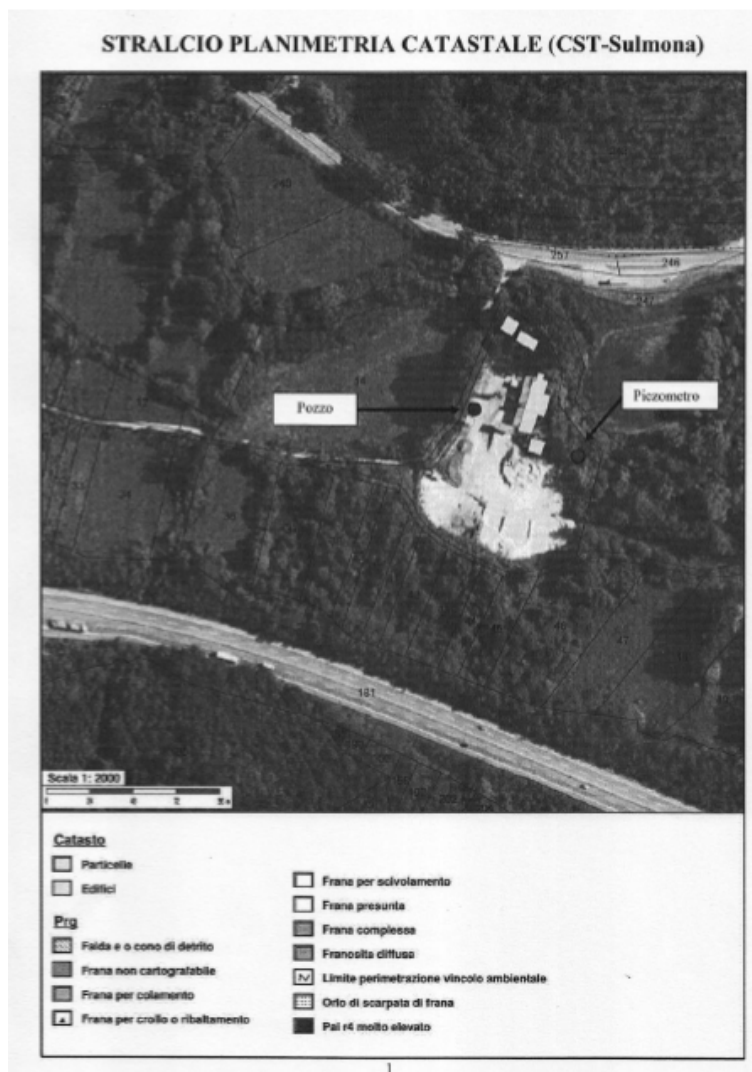 STRALCIO PLANIMETRIA CATASTALE (CST-Sulmona)
257
246
Pozzo
Piezometro
181
Scala 1: 2000
Catasto
Particelle
Edifici
Prg
Falda e o cono di detrito
Frana non cartografabile
Frana per colamento
Frana per crollo o ribaltamento
Frana per scivolamento
Frana presunta
Frana complessa
Franosita diffusa
Limite perimetrazione vincolo ambientale
Orlo di scarpata di frana
Pai r4 molto elevato
1